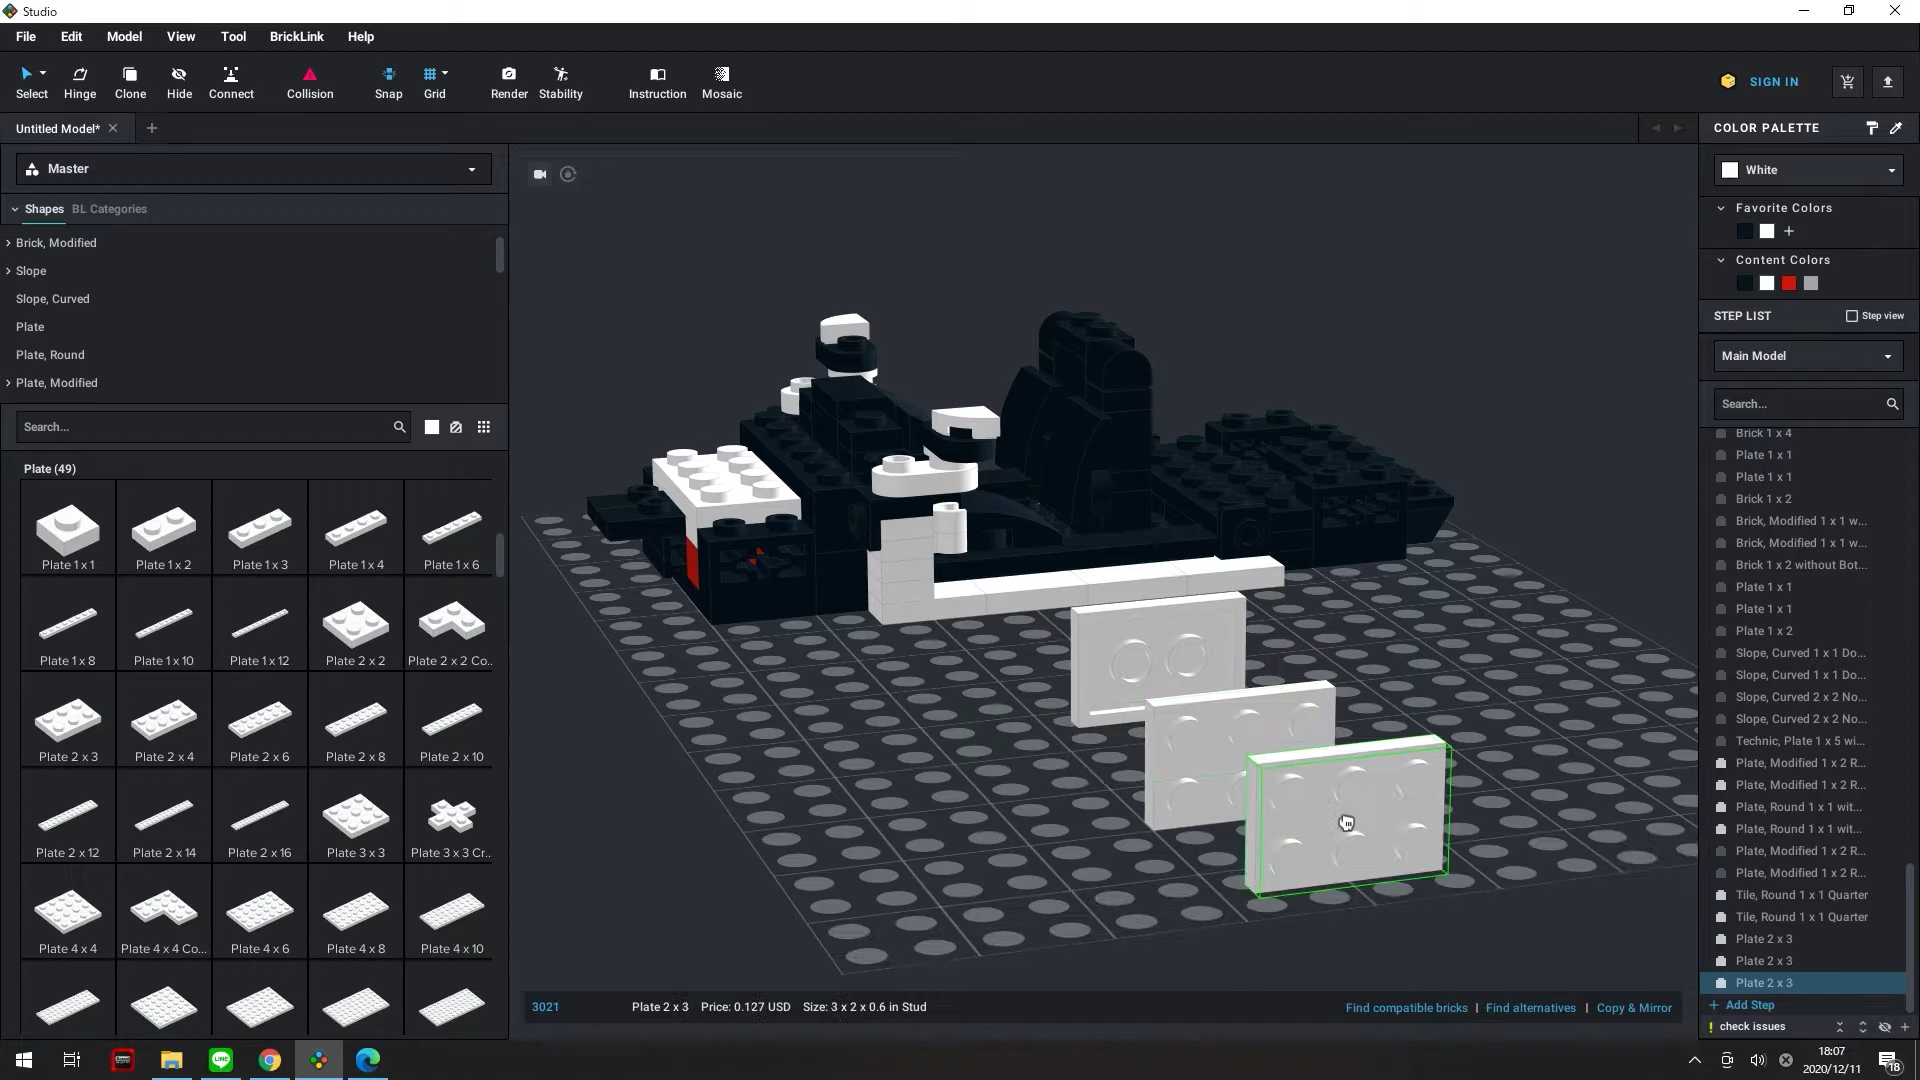 Studio
File Edit Model View Tool BrickLink Help
Select Hinge Clone Hide Connect Collision Snap Grid Render Stability Instruction Mosaic
SIGN IN
Untitled Model*
COLOR PALETTE
Master
White
Shapes BL Categories
Favorite Colors
Brick, Modified
Slope
Slope, Curved
Plate
Plate, Round
Plate, Modified
Content Colors
STEP LIST Step view
Main Model
Search...
Search...
Plate (49)
Plate 1 x 1 Plate 1 x 2 Plate 1 x 3 Plate 1 x 4 Plate 1 x 6
Plate 1 x 8 Plate 1 x 10 Plate 1 x 12 Plate 2 x 2 Plate 2 x 2 Co...
Plate 2 x 3 Plate 2 x 4 Plate 2 x 6 Plate 2 x 8 Plate 2 x 10
Plate 2 x 12 Plate 2 x 14 Plate 2 x 16 Plate 3 x 3 Plate 3 x 3 Cr...
Plate 4 x 4 Plate 4 x 4 Co... Plate 4 x 6 Plate 4 x 8 Plate 4 x 10
Brick 1 x 4
Plate 1 x 1
Plate 1 x 1
Brick 1 x 2
Brick, Modified 1 x 1 w...
Brick, Modified 1 x 1 w...
Brick 1 x 2 without Bot...
Plate 1 x 1
Plate 1 x 1
Plate 1 x 2
Slope, Curved 1 x 1 Do...
Slope, Curved 1 x 1 Do...
Slope, Curved 2 x 2 No...
Slope, Curved 2 x 2 No...
Technic, Plate 1 x 5 wi...
Plate, Modified 1 x 2 R...
Plate, Modified 1 x 2 R...
Plate, Round 1 x 1 wit...
Plate, Round 1 x 1 wit...
Plate, Modified 1 x 2 R...
Plate, Modified 1 x 2 R...
Tile, Round 1 x 1 Quarter
Tile, Round 1 x 1 Quarter
Plate 2 x 3
Plate 2 x 3
Plate 2 x 3
Add Step
check issues
3021 Plate 2 x 3 Price: 0.127 USD Size: 3 x 2 x 0.6 in Stud
Find compatible bricks | Find alternatives | Copy & Mirror
LINE
18:07
2020/12/11
18